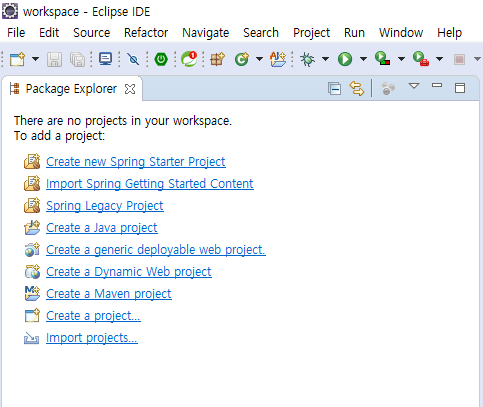 workspace - Eclipse IDE
File Edit Source Refactor Navigate Search Project Run Window Help
Package Explorer
There are no projects in your workspace.
To add a project:
Create new Spring Starter Project
Import Spring Getting Started Content
Spring Legacy Project
Create a Java project
Create a generic deployable web project.
Create a Dynamic Web project
Create a Maven project
Create a project...
Import projects...